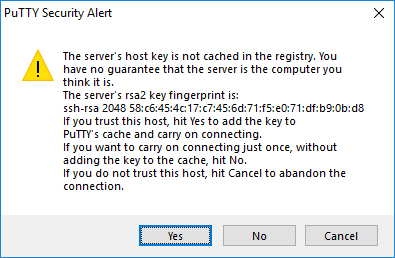 PuTTY Security Alert
The server's host key is not cached in the registry. You
have no guarantee that the server is the computer you
think it is.
The server's rsa2 key fingerprint is:
ssh-rsa 2048 58:c6:45:4c:17:c7:45:6d:71:f5:e0:71:df:b9:0b:d8
If you trust this host, hit Yes to add the key to
PuTTY's cache and carry on connecting.
If you want to carry on connecting just once, without
adding the key to the cache, hit No.
If you do not trust this host, hit Cancel to abandon the
connection.
Yes
No
Cancel